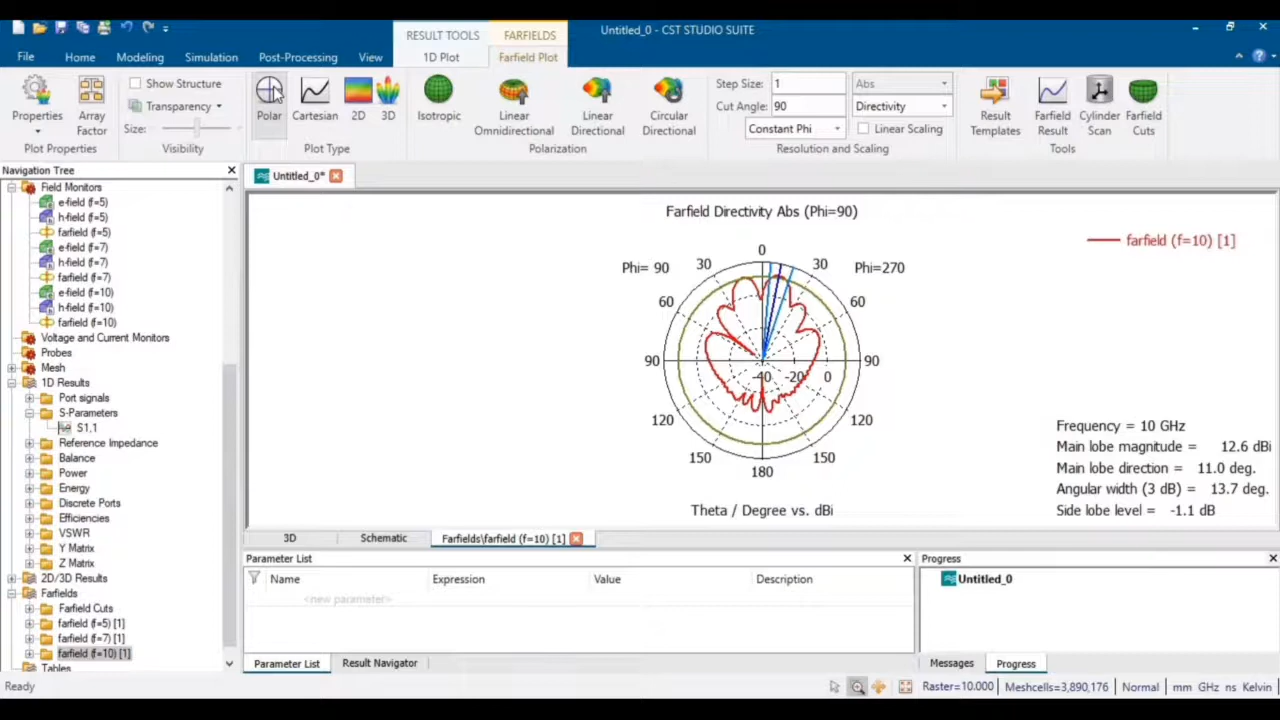 RESULT TOOLS
FARFIELDS
Untitled_0 - CST STUDIO SUITE
File
Home
Modeling
Simulation
Post-Processing
View
1D Plot
Farfield Plot
Properties
Array
Factor
Plot Properties
Show Structure
Transparency
Size:
Visibility
Polar
Cartesian
2D
3D
Plot Type
Isotropic
Linear
Omnidirectional
Linear
Directional
Circular
Directional
Polarization
Step Size: 1
Abs
Cut Angle: 90
Directivity
Constant Phi
Linear Scaling
Resolution and Scaling
Result
Templates
Farfield
Result
Cylinder
Scan
Farfield
Cuts
Tools
Navigation Tree
Field Monitors
e-field (f=5)
h-field (f=5)
farfield (f=5)
e-field (f=7)
h-field (f=7)
farfield (f=7)
e-field (f=10)
h-field (f=10)
farfield (f=10)
Voltage and Current Monitors
Probes
Mesh
1D Results
Port signals
S-Parameters
S1,1
Reference Impedance
Balance
Power
Energy
Discrete Ports
Efficiencies
VSWR
Y Matrix
Z Matrix
2D/3D Results
Farfields
Farfield Cuts
farfield (f=5) [1]
farfield (f=7) [1]
farfield (f=10) [1]
Tables
Untitled_0*
Farfield Directivity Abs (Phi=90)
farfield (f=10) [1]
0
30
30
Phi= 90
Phi=270
60
60
90
90
-40
-20
0
120
120
150
150
180
Theta / Degree vs. dBi
Frequency = 10 GHz
Main lobe magnitude = 12.6 dBi
Main lobe direction = 11.0 deg.
Angular width (3 dB) = 13.7 deg.
Side lobe level = -1.1 dB
3D
Schematic
Farfields\farfield (f=10) [1]
Parameter List
Name
Expression
Value
Description
<new parameter>
Parameter List
Result Navigator
Progress
Untitled_0
Messages
Progress
Ready
Raster=10.000
Meshcells=3,890,176
Normal
mm GHz ns Kelvin